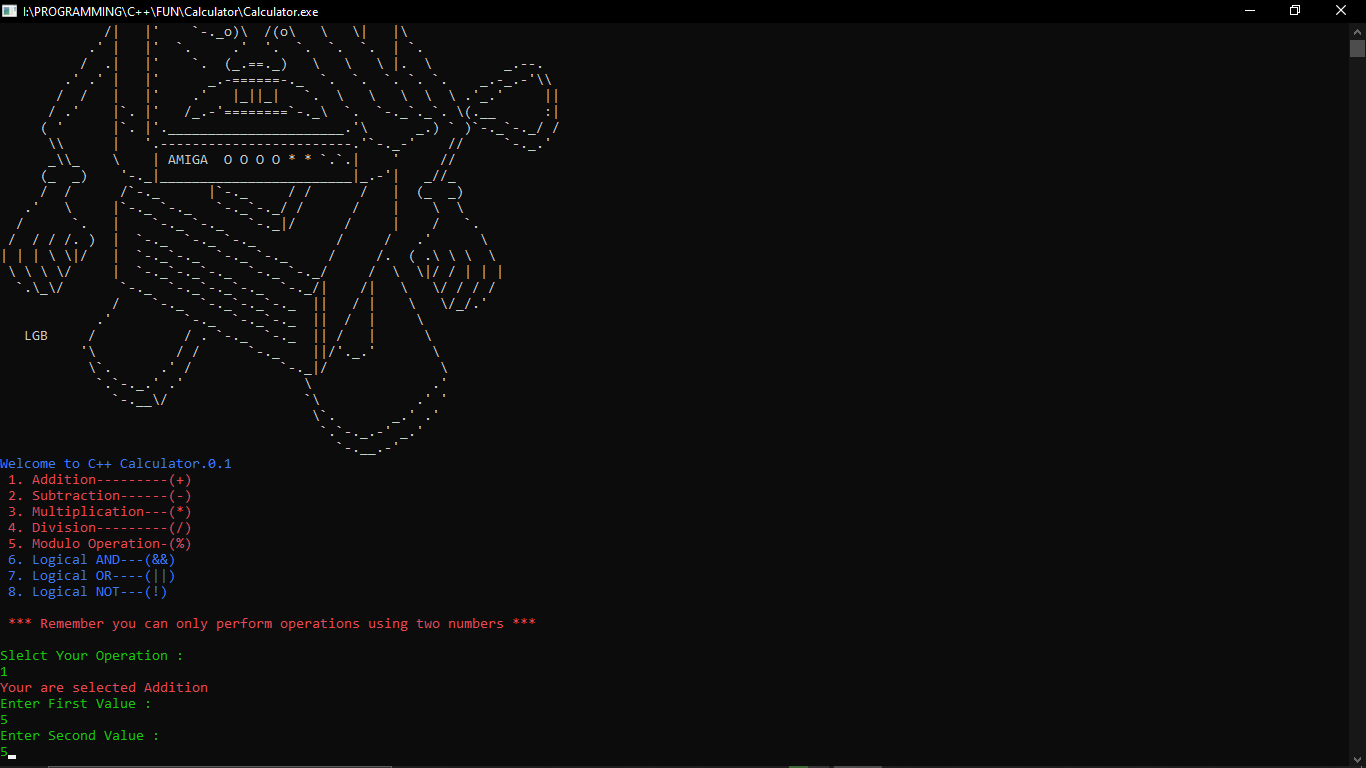 I:\PROGRAMMING\C++\FUN\Calculator\Calculator.exe
AMIGA O O O O * *
LGB
Welcome to C++ Calculator.0.1
1. Addition---------(+)
2. Subtraction------(-)
3. Multiplication---(*)
4. Division---------(/)
5. Modulo Operation-(%)
6. Logical AND---(&&)
7. Logical OR----(||)
8. Logical NOT---(!)
*** Remember you can only perform operations using two numbers ***
Slelct Your Operation :
1
Your are selected Addition
Enter First Value :
5
Enter Second Value :
5